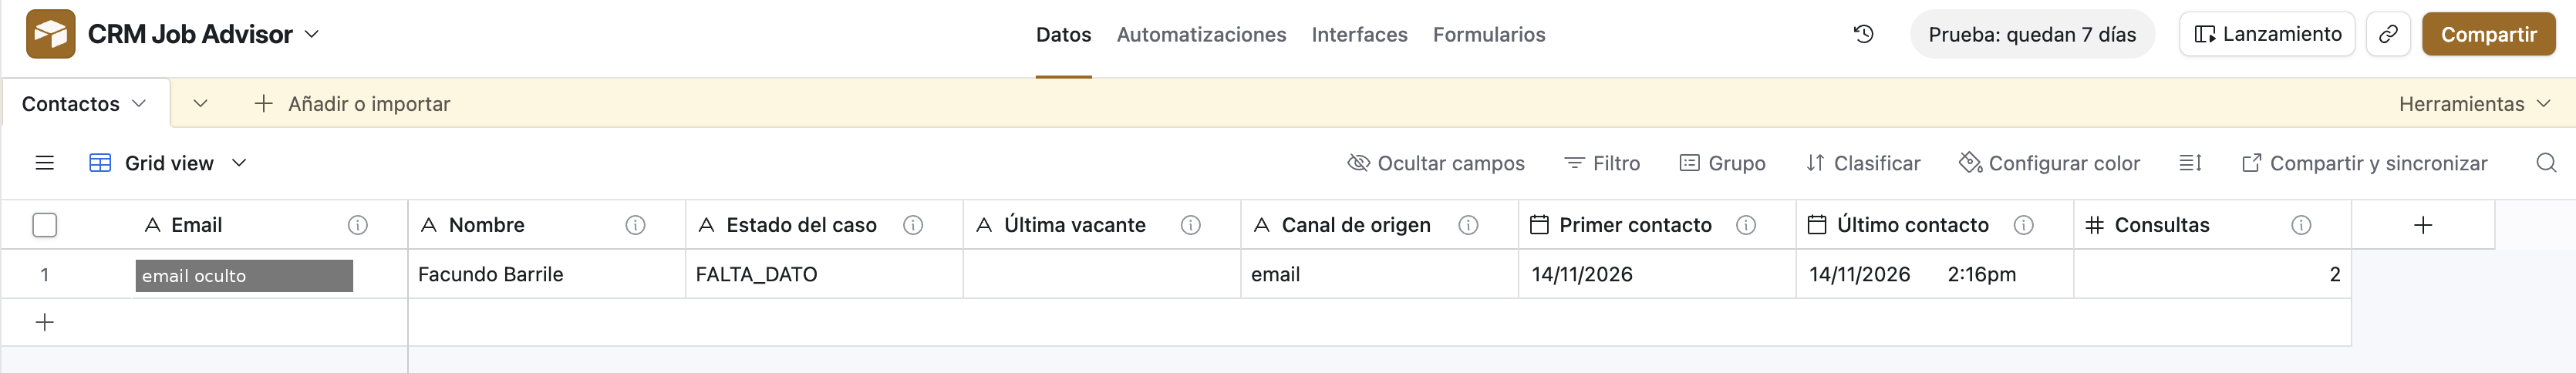 CRM Job Advisor
Datos Automatizaciones Interfaces Formularios
Prueba: quedan 7 días
Lanzamiento
Compartir
Contactos
Añadir o importar
Herramientas
Grid view
Ocultar campos Filtro Grupo Clasificar Configurar color Compartir y sincronizar
Email Nombre Estado del caso Última vacante Canal de origen Primer contacto Último contacto Consultas
1 email oculto Facundo Barrile FALTA_DATO email 14/11/2026 14/11/2026 2:16pm 2